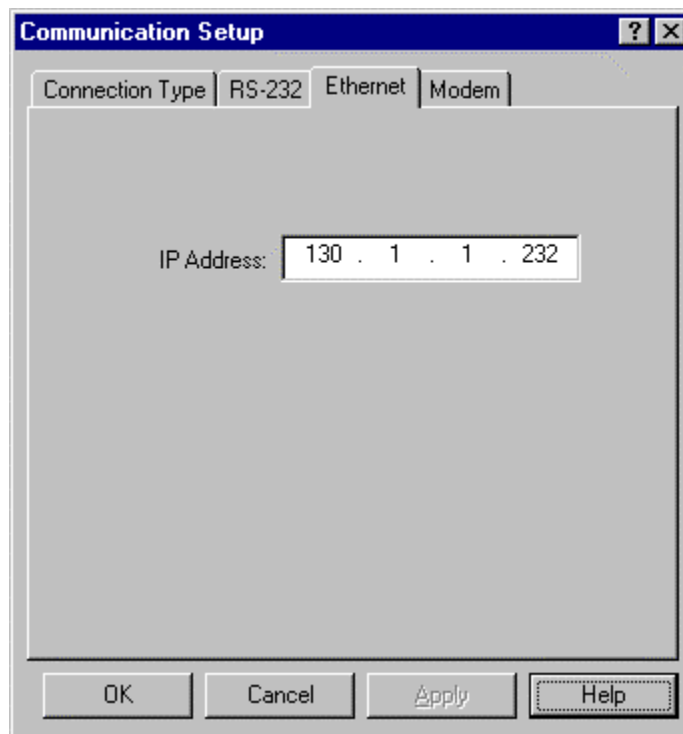 Communication Setup
Connection Type RS-232 Ethernet Modem
IP Address: 130 . 1 . 1 . 232
OK Cancel Apply Help